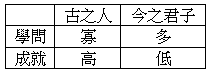 古之人 今之君子
學問 寡 多
成就 高 低